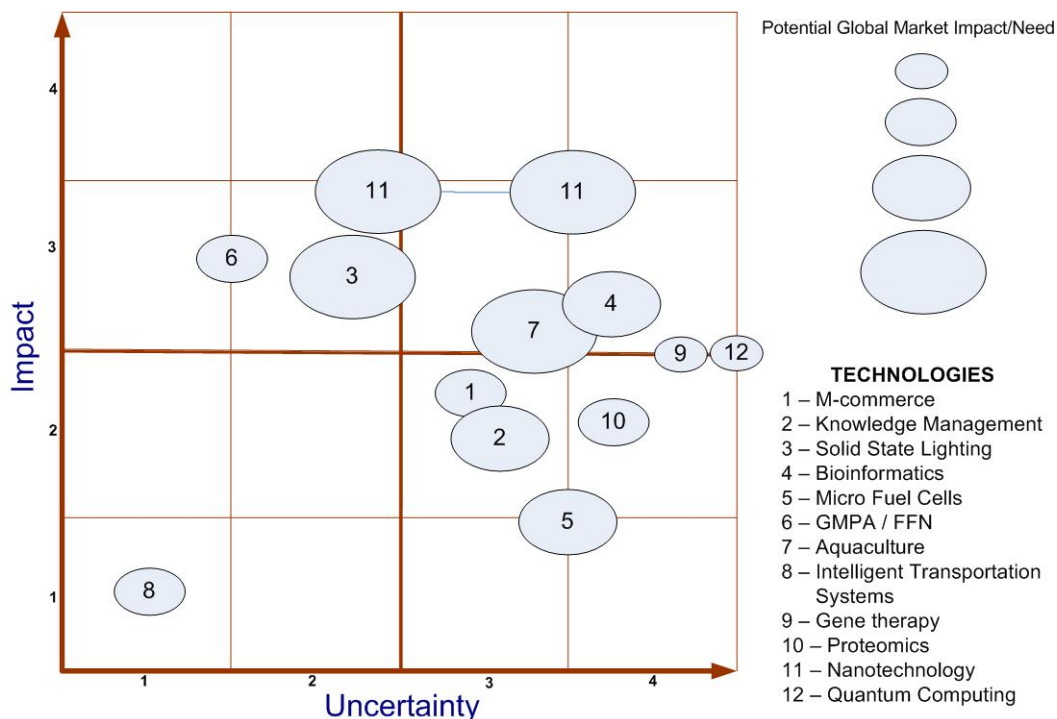 Potential Global Market Impact/Need
4
11
11
3
6
3
4
7
9
12
Impact
1
2
10
2
5
8
1
1
2
3
4
Uncertainty
TECHNOLOGIES
1 – M-commerce
2 – Knowledge Management
3 – Solid State Lighting
4 – Bioinformatics
5 – Micro Fuel Cells
6 – GMPA / FFN
7 – Aquaculture
8 – Intelligent Transportation
Systems
9 – Gene therapy
10 – Proteomics
11 – Nanotechnology
12 – Quantum Computing